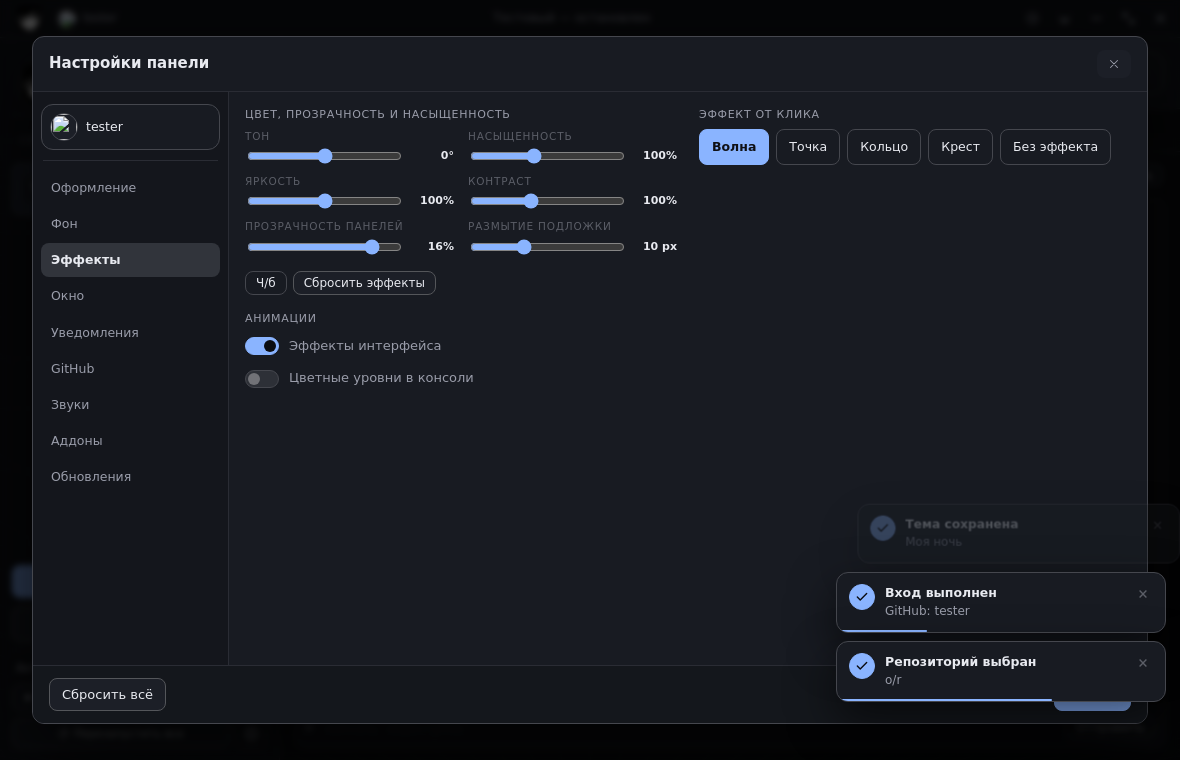 Настройки панели
tester
Оформление
Фон
Эффекты
Окно
Уведомления
GitHub
Звуки
Аддоны
Обновления
ЦВЕТ, ПРОЗРАЧНОСТЬ И НАСЫЩЕННОСТЬ
ТОН
0°
НАСЫЩЕННОСТЬ
100%
ЯРКОСТЬ
100%
КОНТРАСТ
100%
ПРОЗРАЧНОСТЬ ПАНЕЛЕЙ
16%
РАЗМЫТИЕ ПОДЛОЖКИ
10 px
Ч/б
Сбросить эффекты
АНИМАЦИИ
Эффекты интерфейса
Цветные уровни в консоли
ЭФФЕКТ ОТ КЛИКА
Волна
Точка
Кольцо
Крест
Без эффекта
Тема сохранена
Моя ночь
Вход выполнен
GitHub: tester
Репозиторий выбран
o/r
Сбросить всё